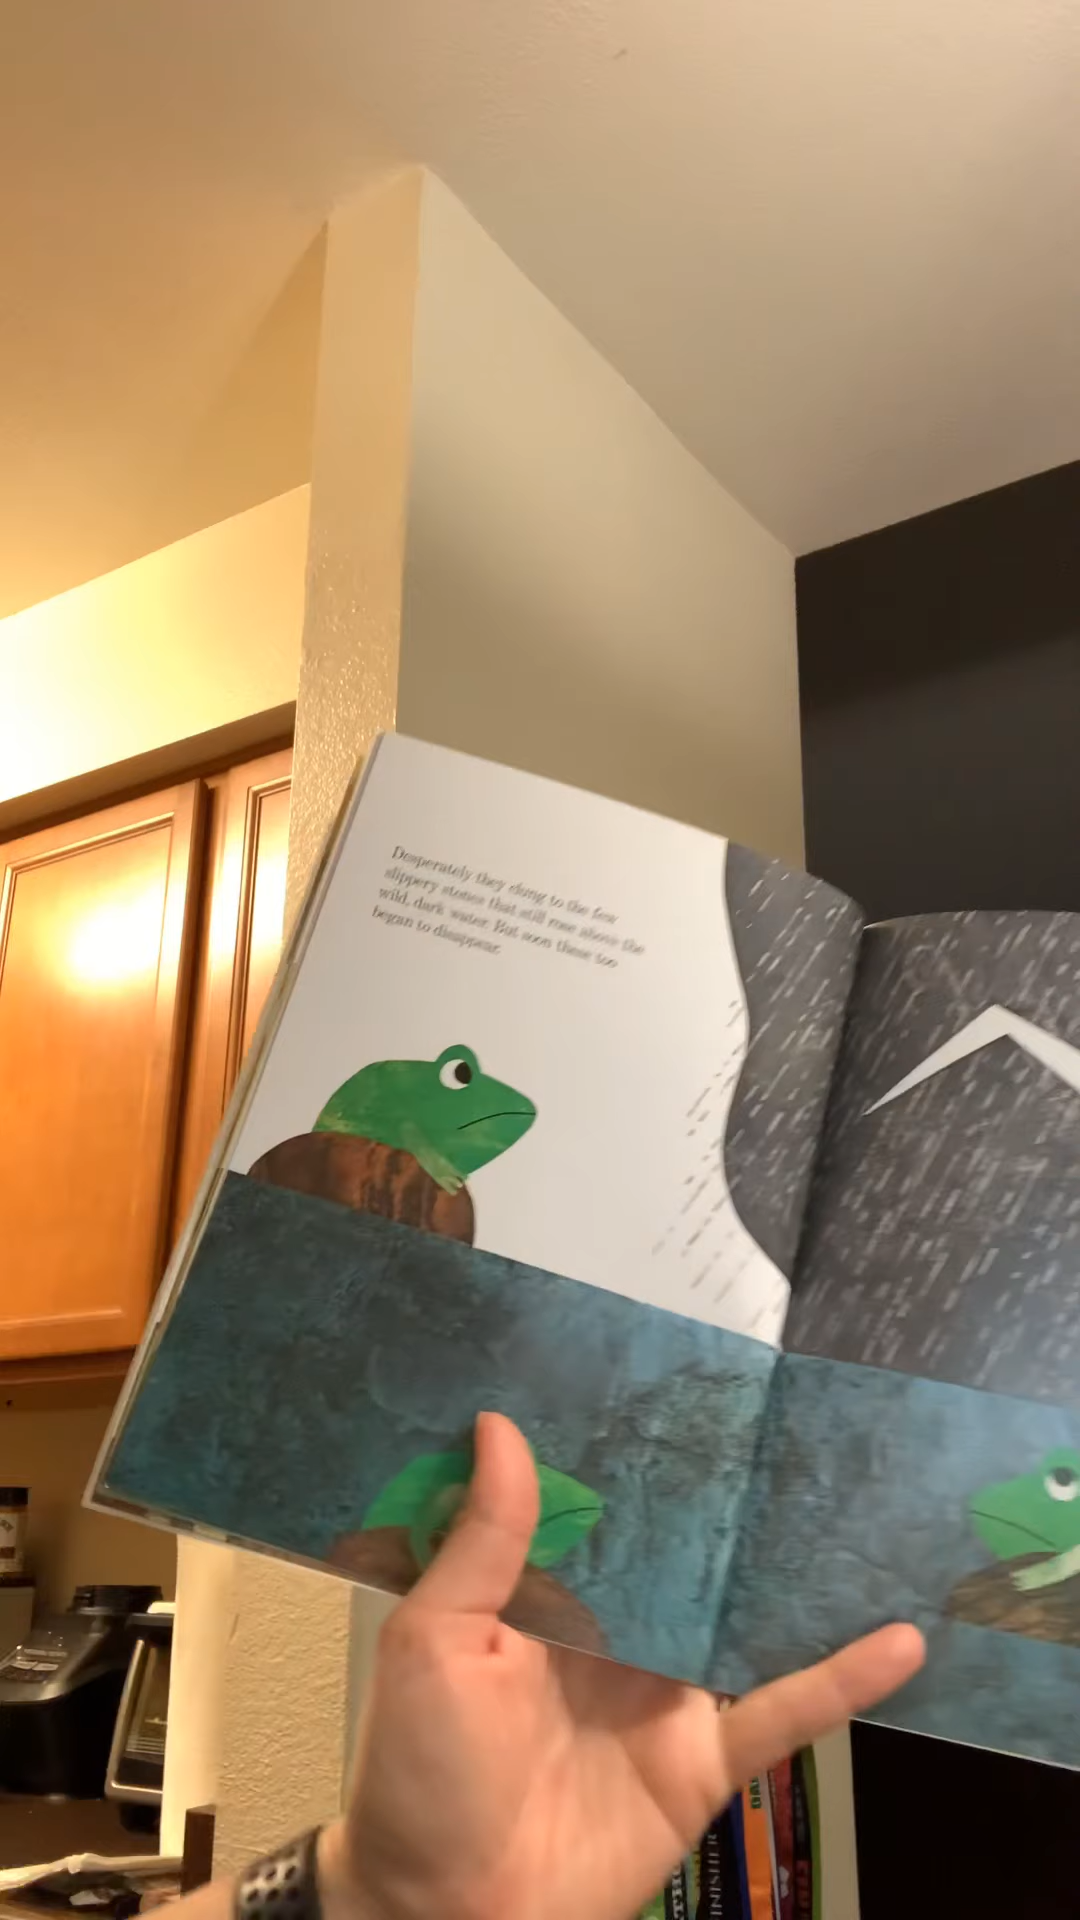 Desperately they clung to the few
slippery stones that still rose above the
wild, dark water. But soon these too
began to disappear.